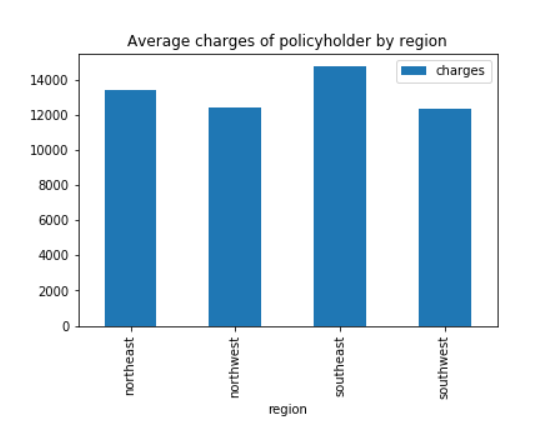 Average charges of policyholder by region
charges
14000
12000
10000
8000
6000
4000
2000
0
northeast
northwest
southeast
southwest
region